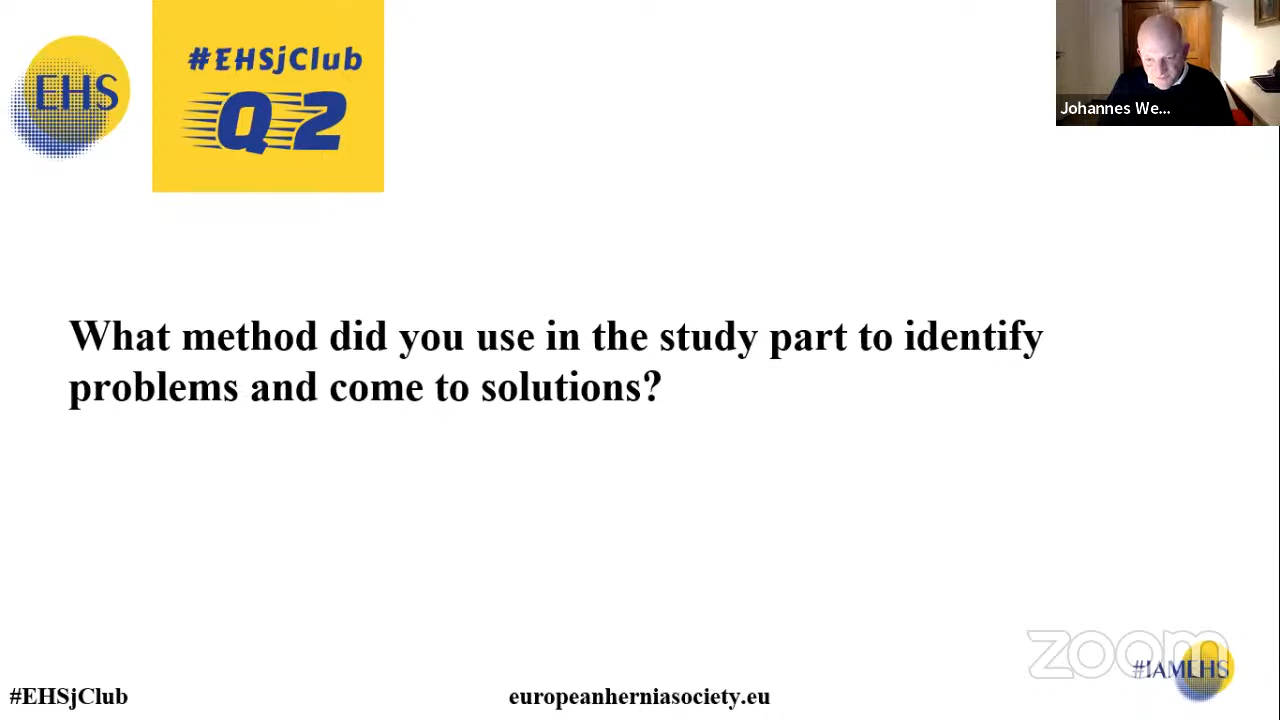 EHS
#EHSjClub
Q2
Johannes We...
What method did you use in the study part to identify
problems and come to solutions?
zoom
#IAMEHS
#EHSjClub
europeanherniasociety.eu